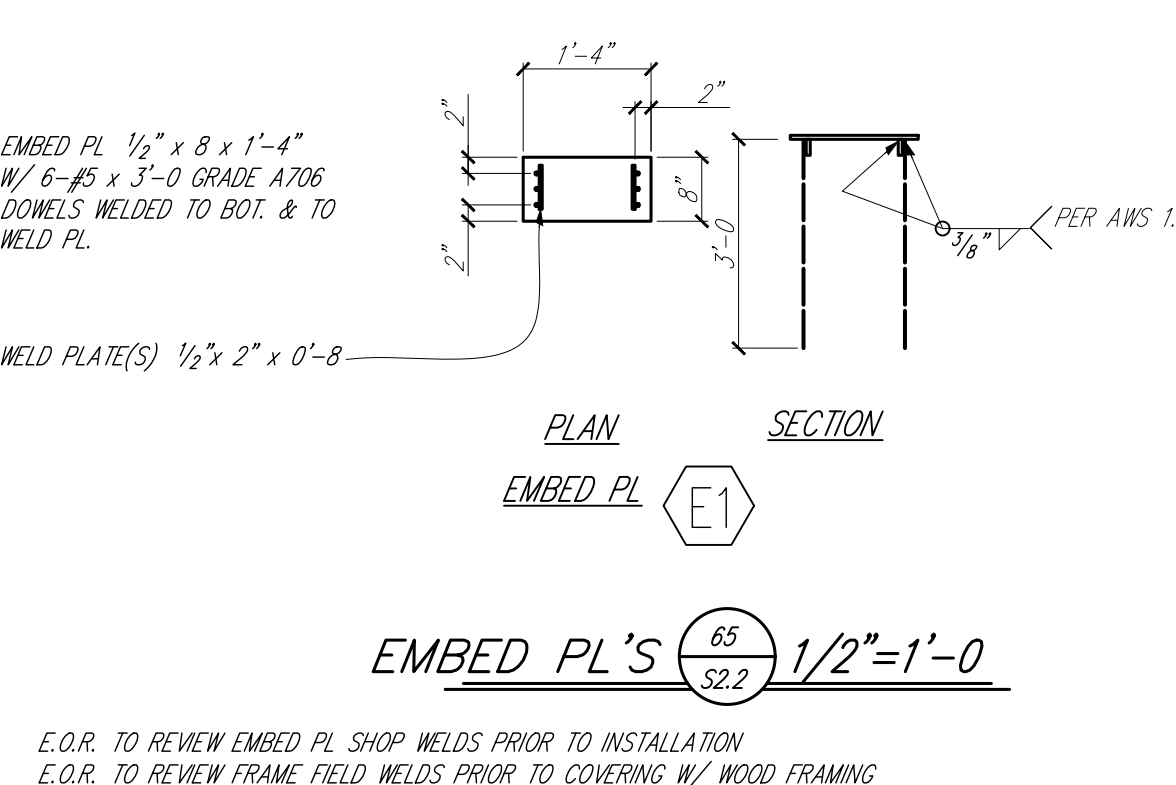 1'-4"
2"
2"
EMBED PL 1/2" x 8 x 1'-4"
W/ 6-#5 x 3'-0 GRADE A706
DOWELS WELDED TO BOT. & TO
WELD PL.
8"
2"
3'-0
3/8"
PER AWS 1.
WELD PLATE(S) 1/2"x 2" x 0'-8
PLAN
SECTION
EMBED PL E1
EMBED PL'S 65 S2.2 1/2"=1'-0
E.O.R. TO REVIEW EMBED PL SHOP WELDS PRIOR TO INSTALLATION
E.O.R. TO REVIEW FRAME FIELD WELDS PRIOR TO COVERING W/ WOOD FRAMING